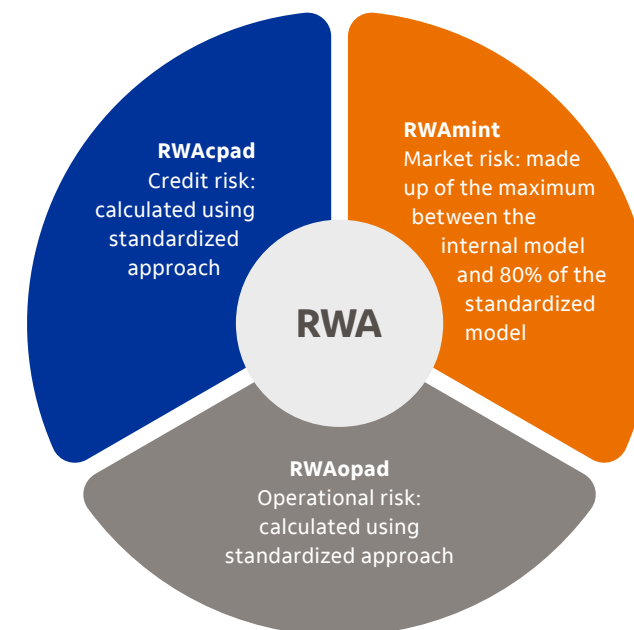 RWAcpad
Credit risk:
calculated using
standardized
approach
RWAmint
Market risk: made
up of the maximum
between the
internal model
and 80% of the
standardized
model
RWA
RWAopad
Operational risk:
calculated using
standardized approach